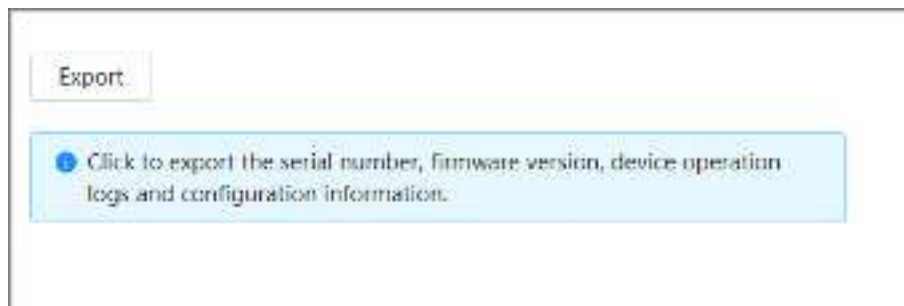 Export
Click to export the serial number, firmware version, device operation
logs and configuration information.